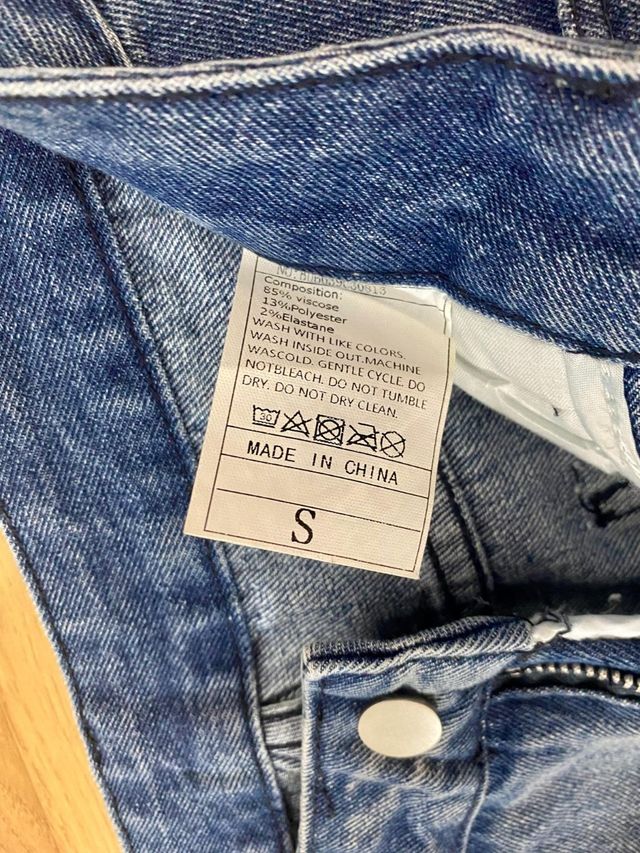 Composition:
85% viscose
13%Polyester
2%Elastane
WASH WITH LIKE COLORS.
WASH INSIDE OUT.MACHINE
WASCOLD. GENTLE CYCLE. DO
NOTBLEACH. DO NOT TUMBLE
DRY. DO NOT DRY CLEAN.
30
MADE IN CHINA
S